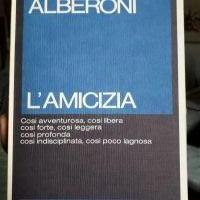 ALBERONI
L'AMICIZIA
Così avventurosa, così libera
così forte, così leggera
così profonda
così indisciplinata, così poco lagnosa